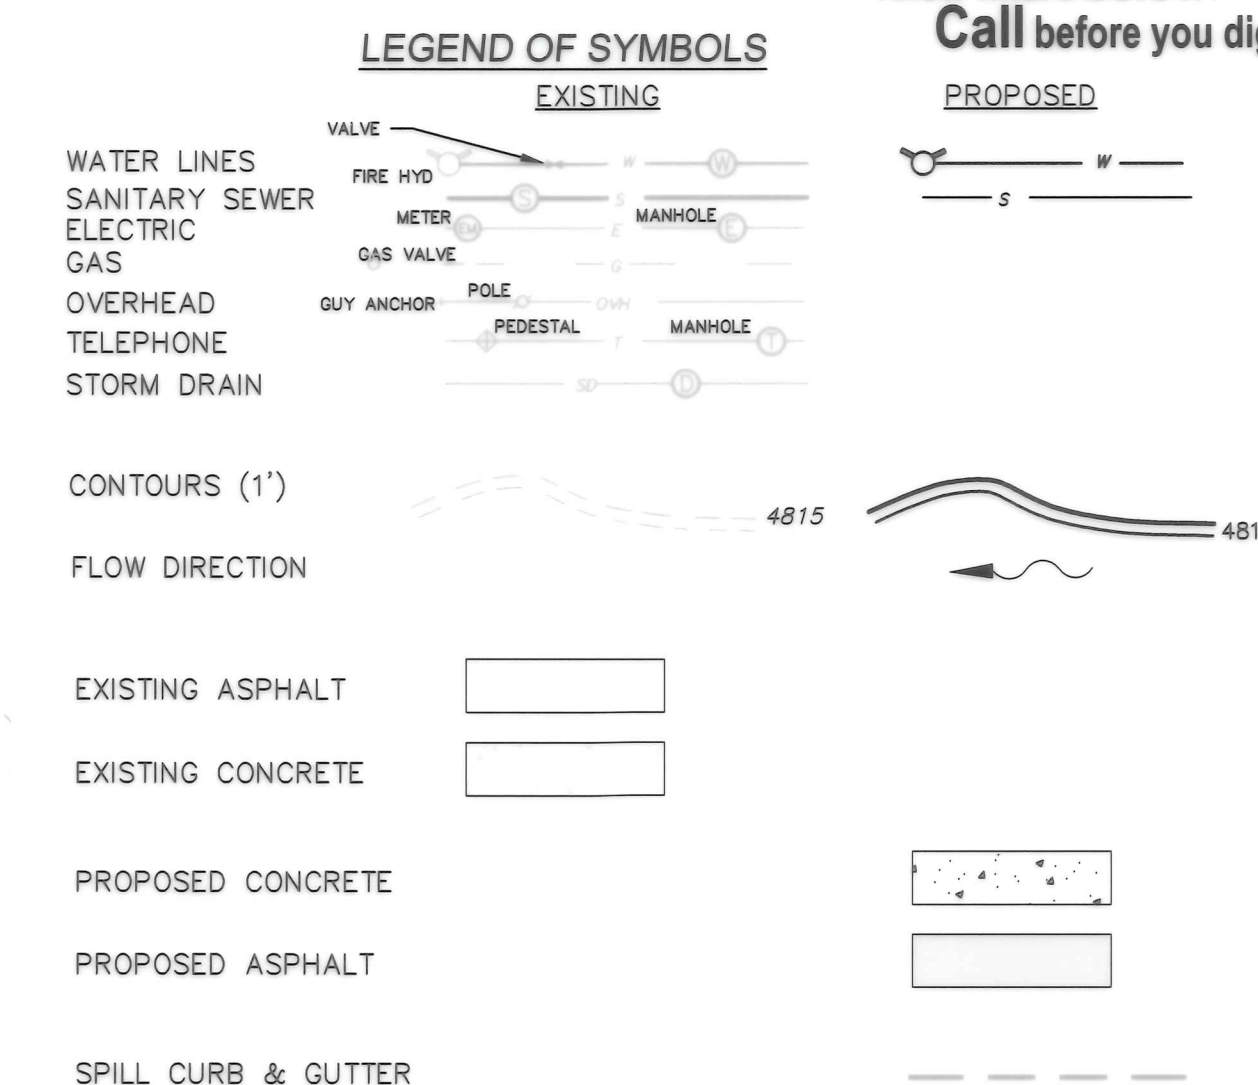 Call before you
LEGEND OF SYMBOLS
EXISTING PROPOSED
VALVE
WATER LINES W W W
FIRE HYD
SANITARY SEWER S S S
METER MANHOLE
ELECTRIC EM E E
GAS VALVE
GAS G
POLE
OVERHEAD GUY ANCHOR OVH
PEDESTAL MANHOLE
TELEPHONE T T
STORM DRAIN SD D
CONTOURS (1')
4815
FLOW DIRECTION
EXISTING ASPHALT
EXISTING CONCRETE
PROPOSED CONCRETE
PROPOSED ASPHALT
SPILL CURB & GUTTER